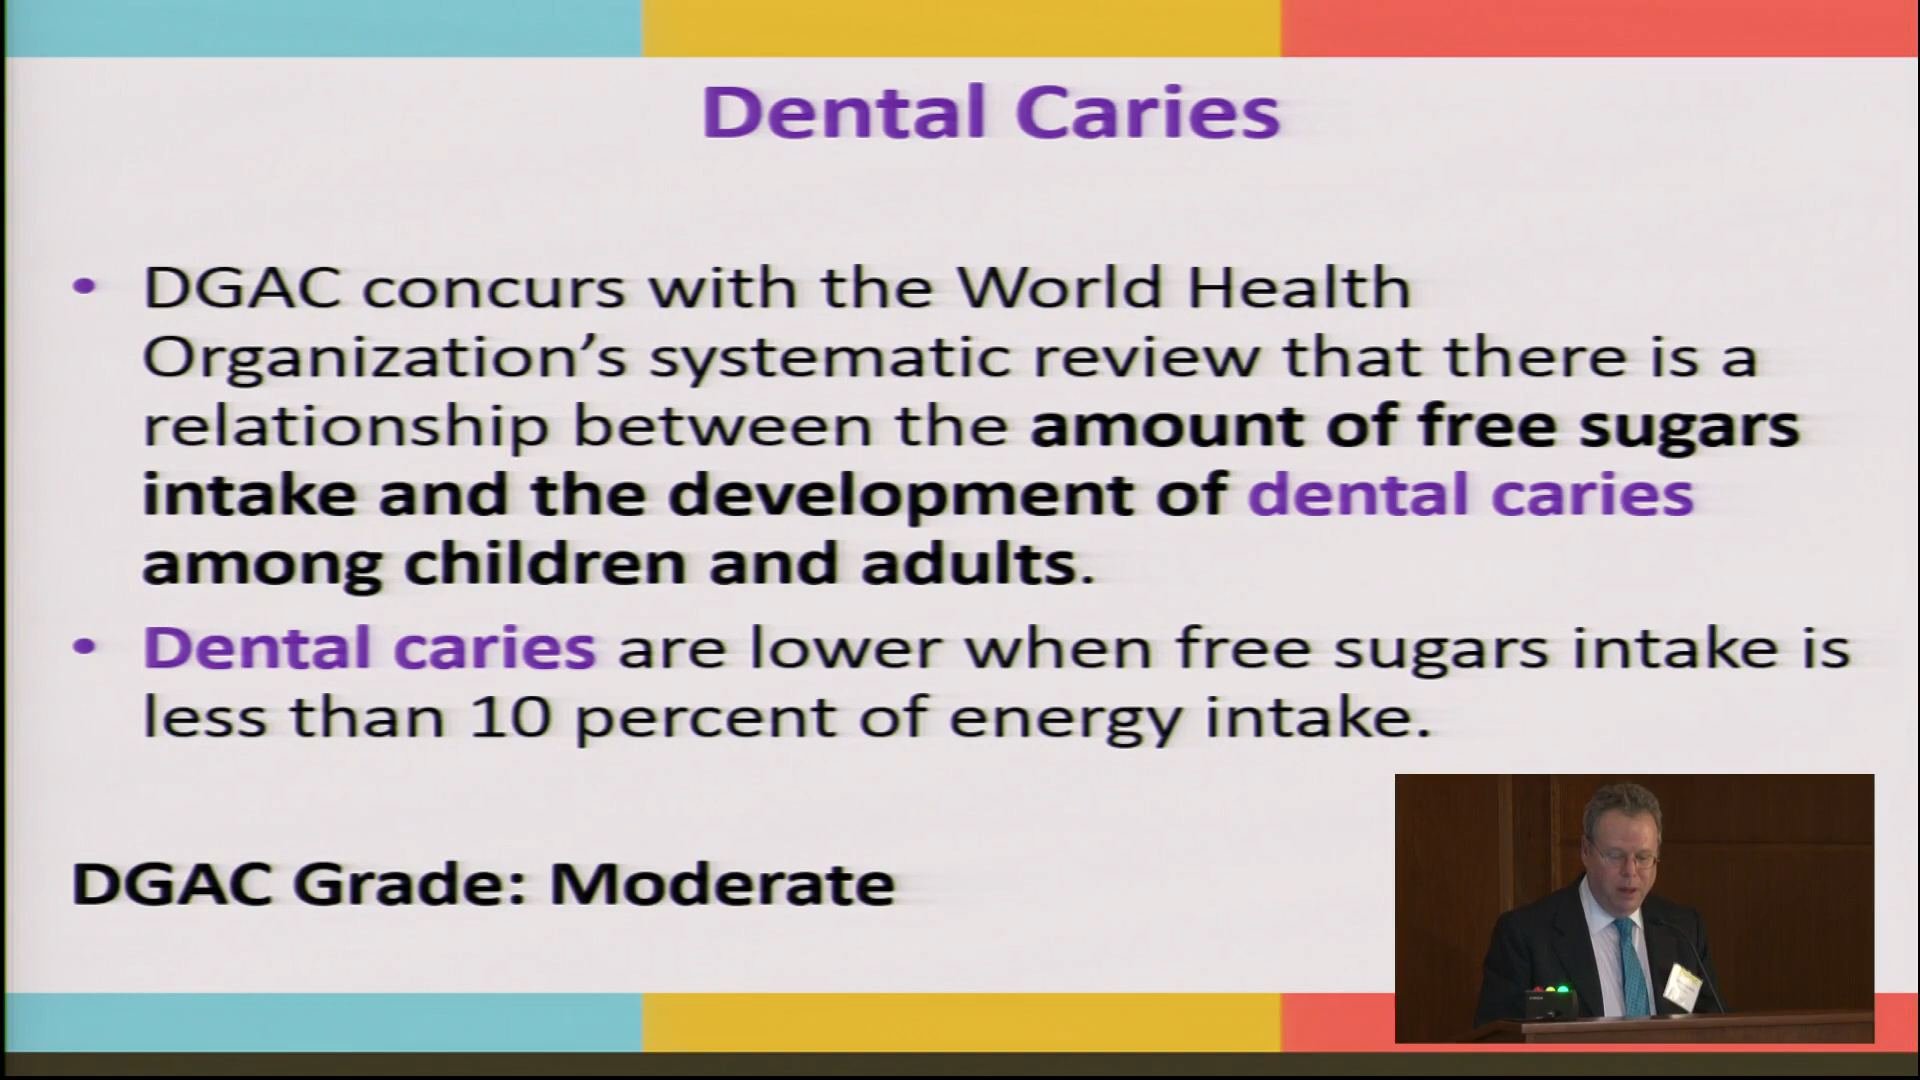 Dental Caries
• DGAC concurs with the World Health
Organization’s systematic review that there is a
relationship between the amount of free sugars
intake and the development of dental caries
among children and adults.
• Dental caries are lower when free sugars intake is
less than 10 percent of energy intake.
DGAC Grade: Moderate